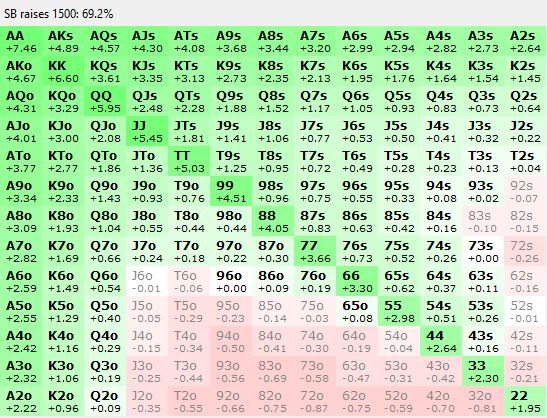 SB raises 1500: 69.2%
AA AKs AQs AJs ATs A9s A8s A7s A6s A5s A4s A3s A2s
+7.46 +4.89 +4.57 +4.30 +4.08 +3.68 +3.44 +3.20 +2.99 +2.94 +2.82 +2.73 +2.64
AKo KK KQs KJs KTs K9s K8s K7s K6s K5s K4s K3s K2s
+4.67 +6.60 +3.61 +3.35 +3.13 +2.73 +2.35 +2.13 +1.95 +1.76 +1.64 +1.54 +1.45
AQo KQo QQ QJs QTs Q9s Q8s Q7s Q6s Q5s Q4s Q3s Q2s
+4.31 +3.29 +5.95 +2.48 +2.28 +1.88 +1.52 +1.17 +1.05 +0.93 +0.83 +0.73 +0.64
AJo KJo QJo JJ JTs J9s J8s J7s J6s J5s J4s J3s J2s
+4.01 +3.00 +2.08 +5.45 +1.81 +1.41 +1.06 +0.77 +0.53 +0.50 +0.41 +0.32 +0.22
ATo KTo QTo JTo TT T9s T8s T7s T6s T5s T4s T3s T2s
+3.77 +2.77 +1.86 +1.36 +5.03 +1.25 +0.95 +0.72 +0.49 +0.28 +0.23 +0.13 +0.04
A9o K9o Q9o J9o T9o 99 98s 97s 96s 95s 94s 93s 92s
+3.34 +2.33 +1.43 +0.93 +0.76 +4.51 +0.96 +0.75 +0.55 +0.33 +0.08 +0.02 -0.07
A8o K8o Q8o J8o T8o 98o 88 87s 86s 85s 84s 83s 82s
+3.09 +1.93 +1.04 +0.58 +0.55 +0.44 +4.05 +0.83 +0.63 +0.42 +0.16 -0.10 -0.15
A7o K7o Q7o J7o T7o 97o 87o 77 76s 75s 74s 73s 72s
+2.82 +1.69 +0.66 +0.24 +0.18 +0.22 +0.30 +3.66 +0.73 +0.52 +0.26 +0.00 -0.26
A6o K6o Q6o J6o T6o 96o 86o 76o 66 65s 64s 63s 62s
+2.59 +1.49 +0.54 -0.01 -0.06 +0.00 +0.09 +0.19 +3.30 +0.62 +0.37 +0.11 -0.16
A5o K5o Q5o J5o T5o 95o 85o 75o 65o 55 54s 53s 52s
+2.55 +1.29 +0.40 -0.05 -0.29 -0.23 -0.14 -0.03 +0.08 +2.98 +0.51 +0.26 -0.01
A4o K4o Q4o J4o T4o 94o 84o 74o 64o 54o 44 43s 42s
+2.42 +1.16 +0.29 -0.15 -0.34 -0.50 -0.41 -0.30 -0.19 -0.04 +2.64 +0.16 -0.11
A3o K3o Q3o J3o T3o 93o 83o 73o 63o 53o 43o 33 32s
+2.32 +1.06 +0.19 -0.25 -0.44 -0.56 -0.69 -0.58 -0.47 -0.31 -0.42 +2.30 -0.21
A2o K2o Q2o J2o T2o 92o 82o 72o 62o 52o 42o 32o 22
+2.22 +0.96 +0.09 -0.35 -0.55 -0.66 -0.75 -0.87 -0.75 -0.59 -0.70 -0.81 +1.95